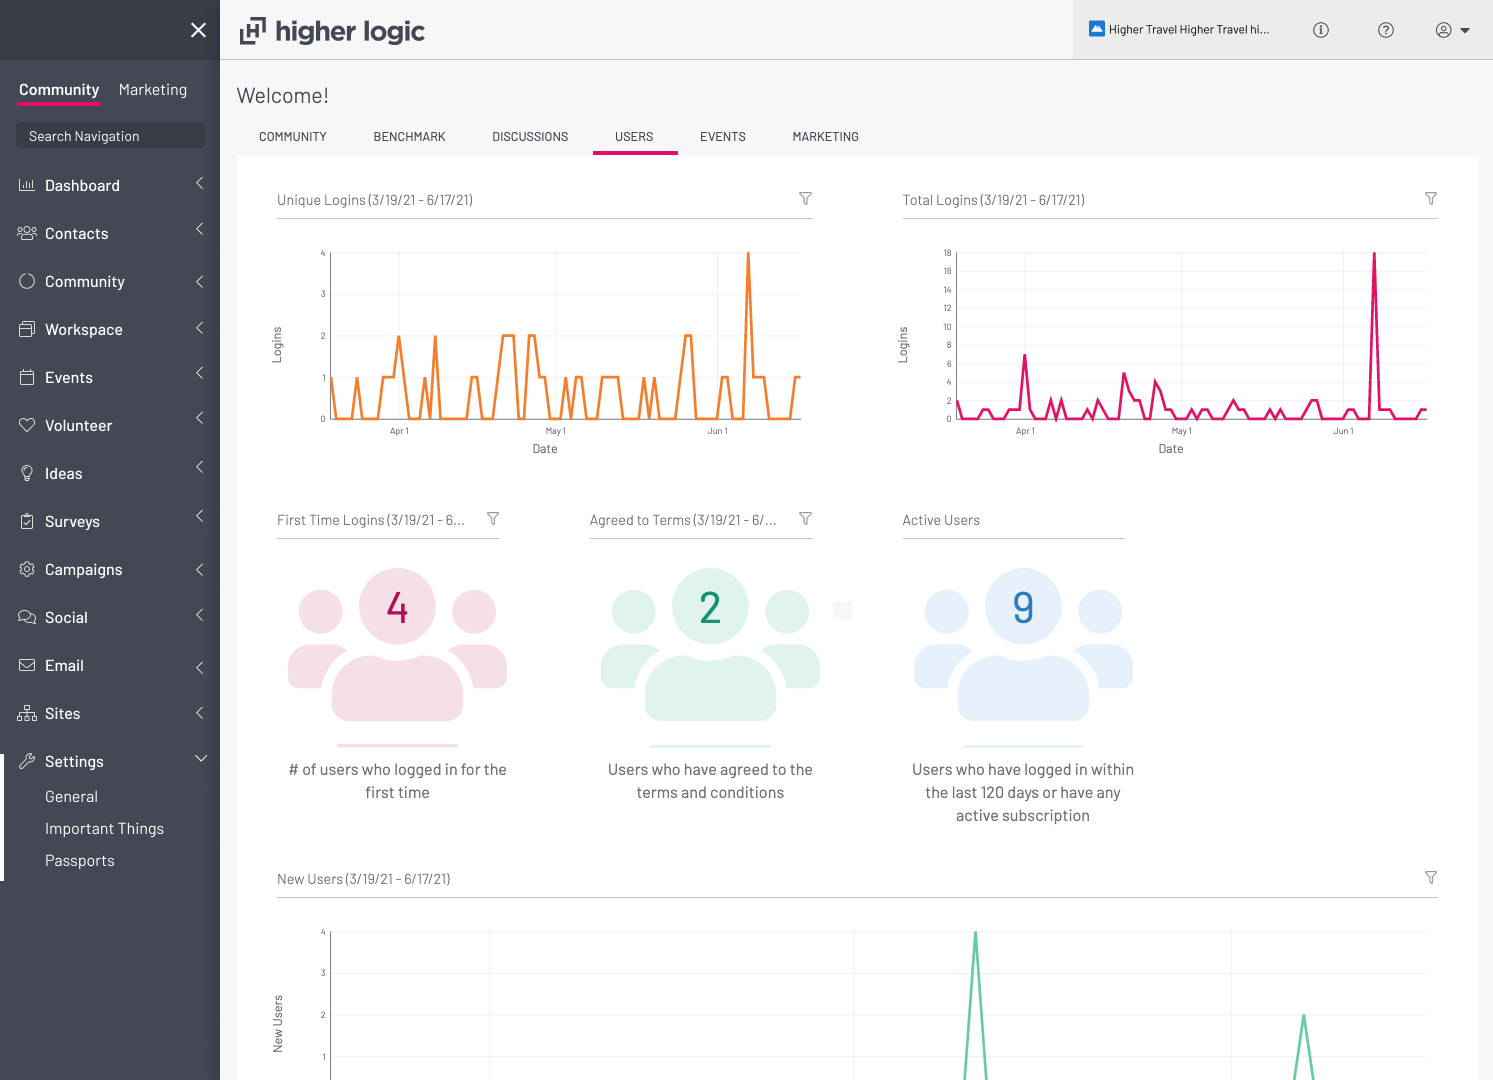 higher logic
Higher Travel Higher Travel hi...
Community Marketing
Search Navigation
Dashboard
Contacts
Community
Workspace
Events
Volunteer
Ideas
Surveys
Campaigns
Social
Email
Sites
Settings
General
Important Things
Passports
Welcome!
COMMUNITY BENCHMARK DISCUSSIONS USERS EVENTS MARKETING
Unique Logins (3/19/21 - 6/17/21)
4
3
2
1
0
Logins
Apr 1 May 1 Jun 1
Date
Total Logins (3/19/21 - 6/17/21)
18
16
14
12
10
8
6
4
2
0
Logins
Apr 1 May 1 Jun 1
Date
First Time Logins (3/19/21 - 6...
4
# of users who logged in for the
first time
Agreed to Terms (3/19/21 - 6/...
2
Users who have agreed to the
terms and conditions
Active Users
9
Users who have logged in within
the last 120 days or have any
active subscription
New Users (3/19/21 - 6/17/21)
4
3
2
1
New Users